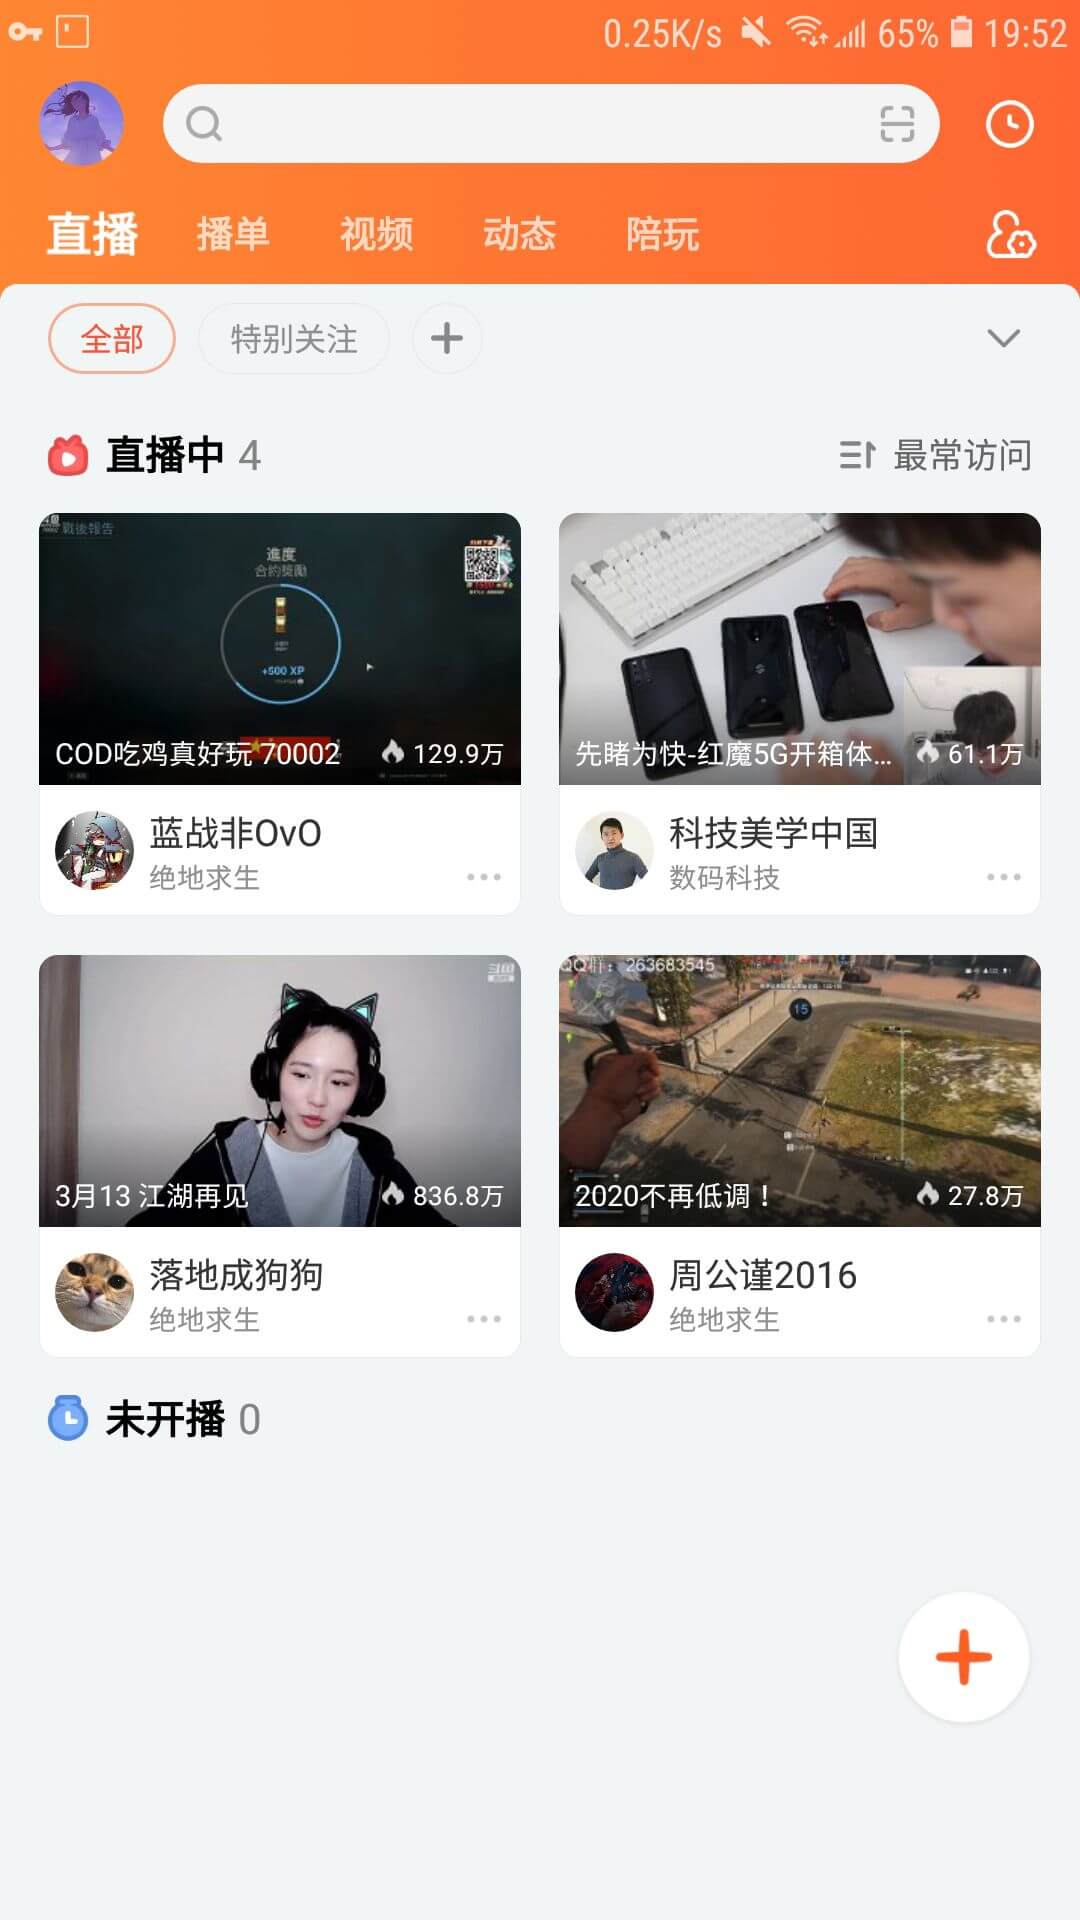 0.25K/s 65% 19:52
直播 播单 视频 动态 陪玩
全部 特别关注
直播中 4 最常访问
戰後報告
進度
合約獎勵
+500 XP
COD吃鸡真好玩 70002 129.9万
先睹为快-红魔5G开箱体... 61.1万
蓝战非OvO
绝地求生
科技美学中国
数码科技
斗鱼
QQ群：263683545
15
3月13 江湖再见 836.8万
2020不再低调！ 27.8万
落地成狗狗
绝地求生
周公谨2016
绝地求生
未开播 0